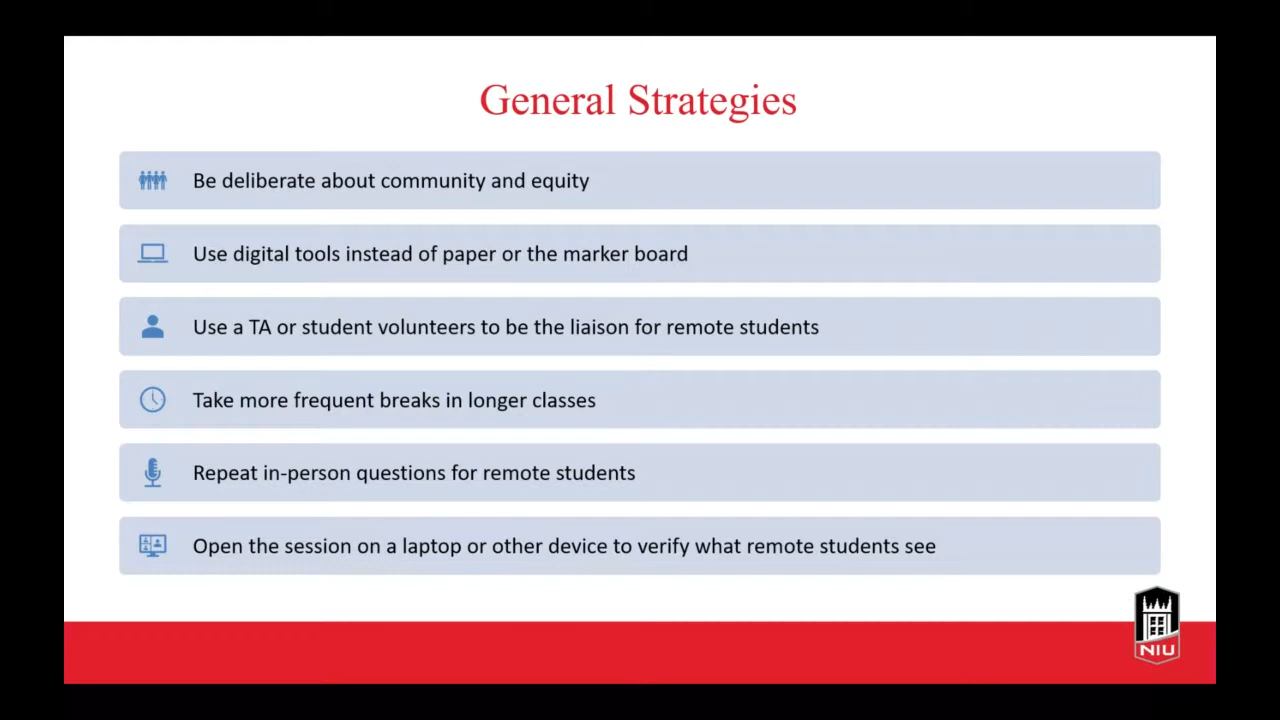 General Strategies
Be deliberate about community and equity
Use digital tools instead of paper or the marker board
Use a TA or student volunteers to be the liaison for remote students
Take more frequent breaks in longer classes
Repeat in-person questions for remote students
Open the session on a laptop or other device to verify what remote students see
NIU